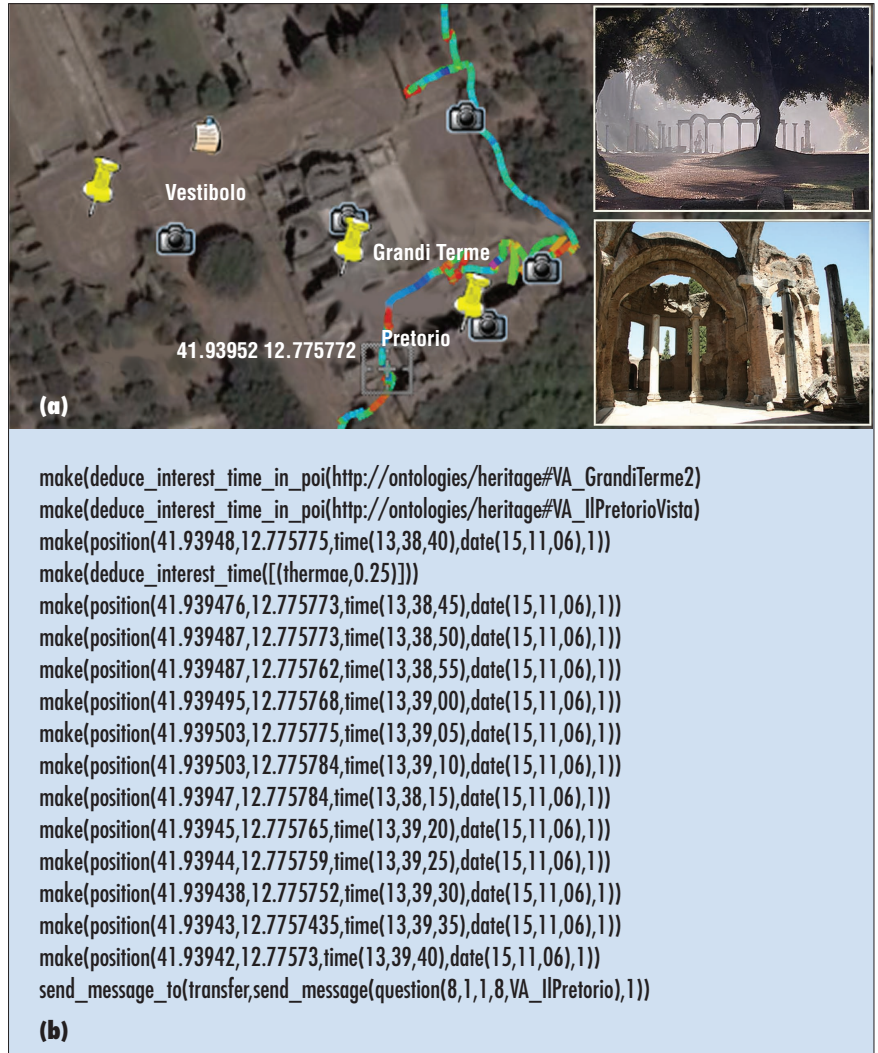 Vestibolo
Grandi Terme
Pretorio
41.93952 12.775772
(a)
make(deduce_interest_time_in_poi(http://ontologies/heritage#VA_GrandiTerme2)
make(deduce_interest_time_in_poi(http://ontologies/heritage#VA_IlPretorioVista)
make(position(41.93948,12.775775,time(13,38,40),date(15,11,06),1))
make(deduce_interest_time([(thermae,0.25)]))
make(position(41.939476,12.775773,time(13,38,45),date(15,11,06),1))
make(position(41.939487,12.775773,time(13,38,50),date(15,11,06),1))
make(position(41.939487,12.775762,time(13,38,55),date(15,11,06),1))
make(position(41.939495,12.775768,time(13,39,00),date(15,11,06),1))
make(position(41.939503,12.775775,time(13,39,05),date(15,11,06),1))
make(position(41.939503,12.775784,time(13,39,10),date(15,11,06),1))
make(position(41.93947,12.775784,time(13,38,15),date(15,11,06),1))
make(position(41.93945,12.775765,time(13,39,20),date(15,11,06),1))
make(position(41.93944,12.775759,time(13,39,25),date(15,11,06),1))
make(position(41.939438,12.775752,time(13,39,30),date(15,11,06),1))
make(position(41.93943,12.7757435,time(13,39,35),date(15,11,06),1))
make(position(41.93942,12.77573,time(13,39,40),date(15,11,06),1))
send_message_to(transfer,send_message(question(8,1,1,8,VA_IlPretorio),1))
(b)